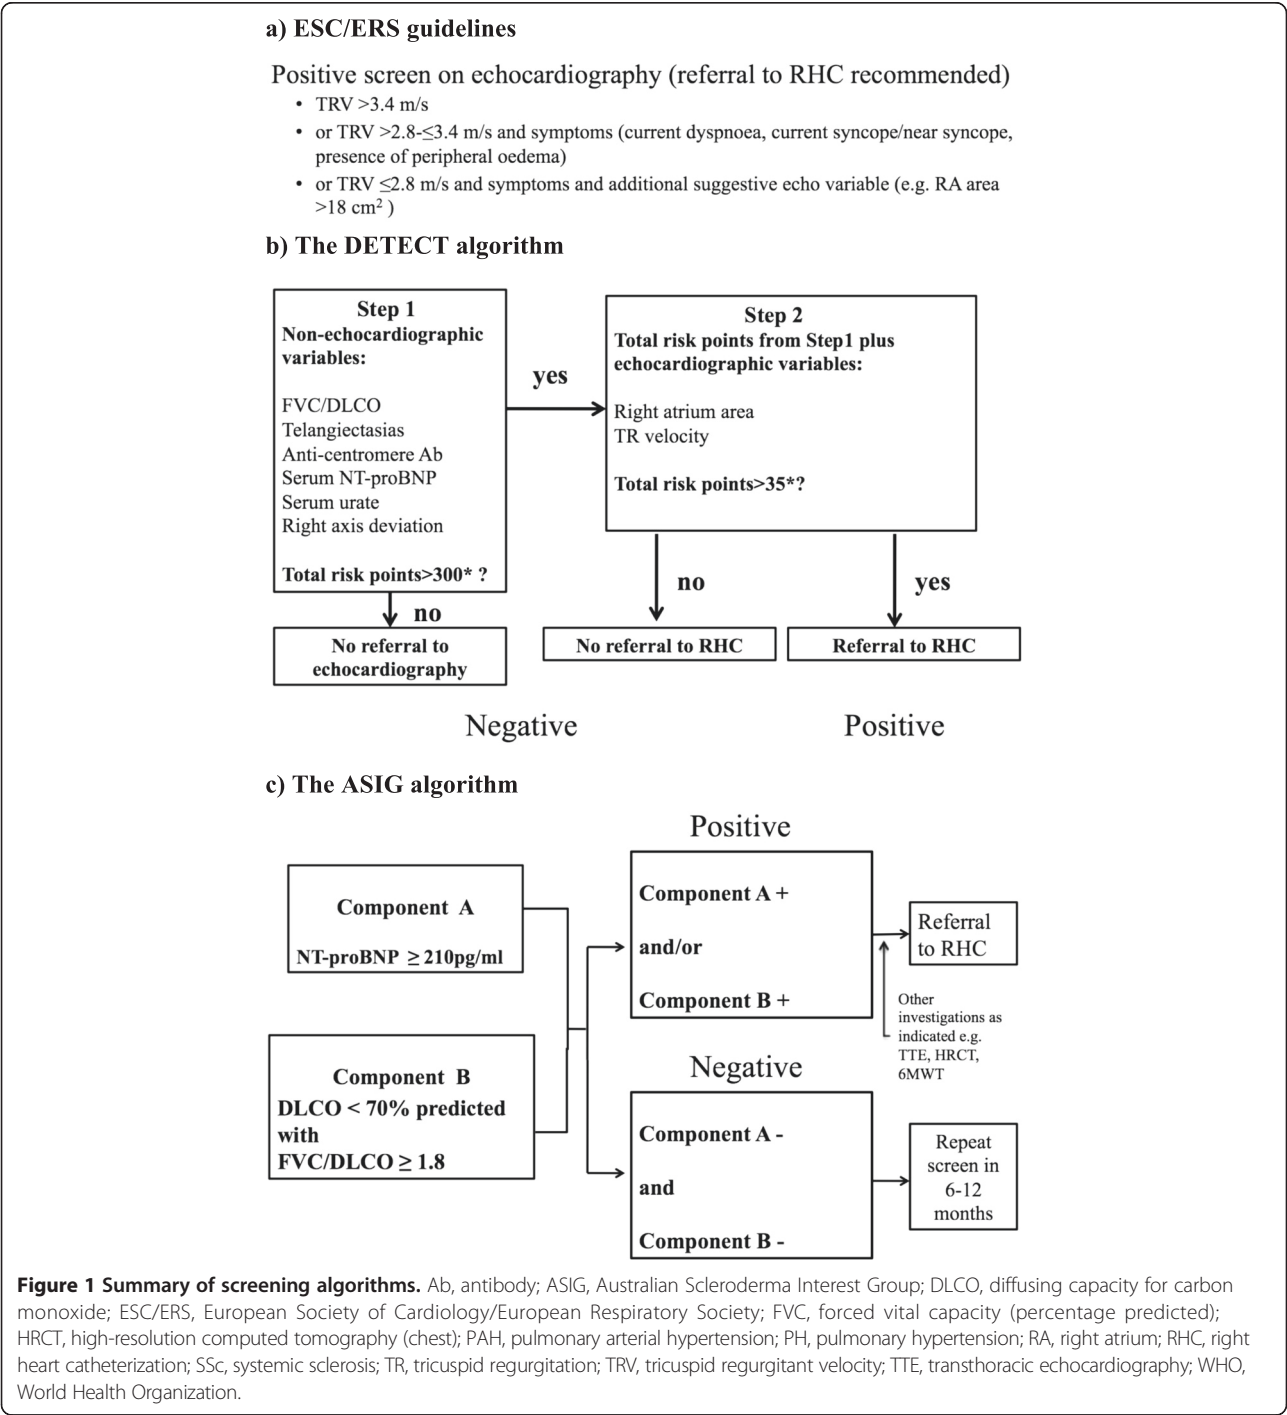 a) ESC/ERS guidelines
Positive screen on echocardiography (referral to RHC recommended)
• TRV >3.4 m/s
• or TRV >2.8-≤3.4 m/s and symptoms (current dyspnoea, current syncope/near syncope,
presence of peripheral oedema)
• or TRV ≤2.8 m/s and symptoms and additional suggestive echo variable (e.g. RA area
>18 cm² )
b) The DETECT algorithm
Step 1
Non-echocardiographic
variables:
FVC/DLCO
Telangiectasias
Anti-centromere Ab
Serum NT-proBNP
Serum urate
Right axis deviation
Total risk points>300* ?
yes
Step 2
Total risk points from Step1 plus
echocardiographic variables:
Right atrium area
TR velocity
Total risk points>35*?
no
no
yes
No referral to
echocardiography
No referral to RHC
Referral to RHC
Negative
Positive
c) The ASIG algorithm
Component A
NT-proBNP ≥ 210pg/ml
Component B
DLCO < 70% predicted
with
FVC/DLCO ≥ 1.8
Positive
Component A +
and/or
Component B +
Referral
to RHC
Other
investigations as
indicated e.g.
TTE, HRCT,
6MWT
Negative
Component A -
and
Component B -
Repeat
screen in
6-12
months
Figure 1 Summary of screening algorithms. Ab, antibody; ASIG, Australian Scleroderma Interest Group; DLCO, diffusing capacity for carbon
monoxide; ESC/ERS, European Society of Cardiology/European Respiratory Society; FVC, forced vital capacity (percentage predicted);
HRCT, high-resolution computed tomography (chest); PAH, pulmonary arterial hypertension; PH, pulmonary hypertension; RA, right atrium; RHC, right
heart catheterization; SSc, systemic sclerosis; TR, tricuspid regurgitation; TRV, tricuspid regurgitant velocity; TTE, transthoracic echocardiography; WHO,
World Health Organization.